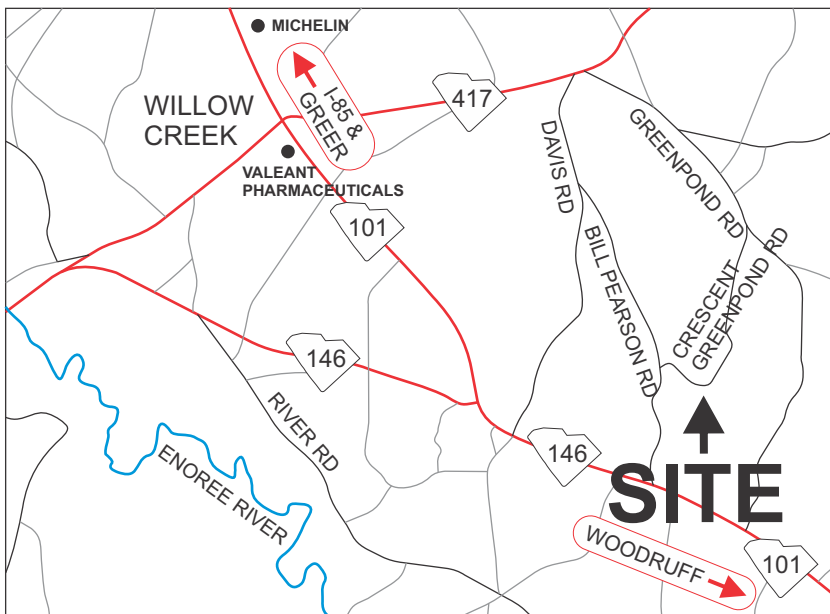 MICHELIN
I-85 &
GREER
417
WILLOW
CREEK
VALEANT
PHARMACEUTICALS
101
DAVIS RD
GREENPOND RD
BILL PEARSON RD
CRESCENT
GREENPOND RD
146
RIVER RD
ENOREE RIVER
146
SITE
WOODRUFF
101